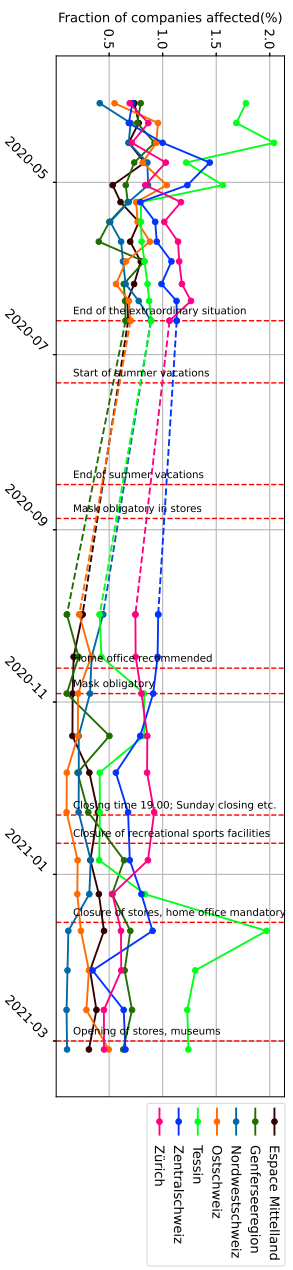 Fraction of companies affected(%)
0.5
1.0
1.5
2.0
2020-05
End of the extraordinary situation
2020-07
Start of summer vacations
End of summer vacations
Mask obligatory in stores
2020-09
Home office recommended
Mask obligatory
2020-11
Closing time 19.00; Sunday closing etc.
Closure of recreational sports facilities
2021-01
Closure of stores, home office mandatory
2021-03
Opening of stores, museums
Espace Mittelland
Genferseeregion
Nordwestschweiz
Ostschweiz
Tessin
Zentralschweiz
Zürich